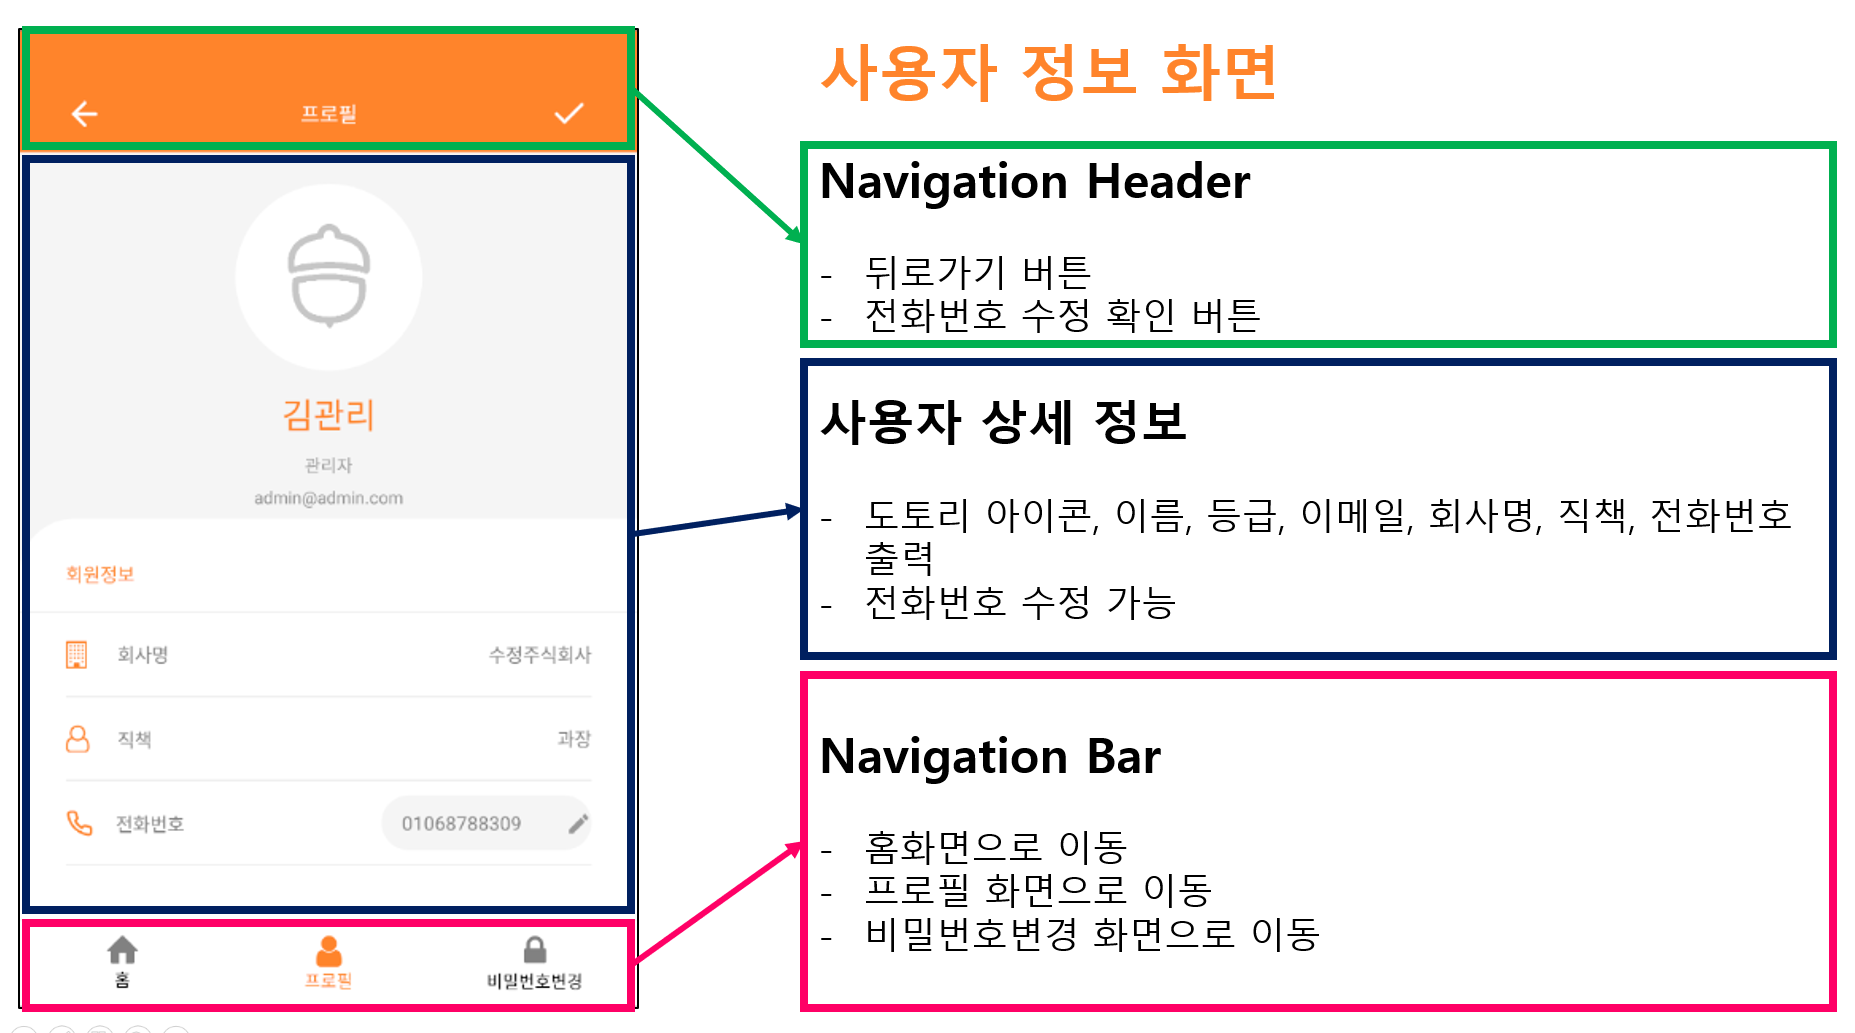 프로필
김관리
관리자
admin@admin.com
회원정보
회사명 수정주식회사
직책 과장
전화번호 01068788309
홈 프로필 비밀번호변경
사용자 정보 화면
Navigation Header
- 뒤로가기 버튼
- 전화번호 수정 확인 버튼
사용자 상세 정보
- 도토리 아이콘, 이름, 등급, 이메일, 회사명, 직책, 전화번호
출력
- 전화번호 수정 가능
Navigation Bar
- 홈화면으로 이동
- 프로필 화면으로 이동
- 비밀번호변경 화면으로 이동